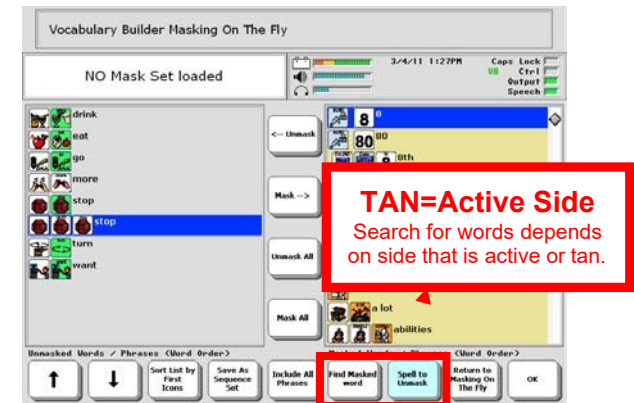 Vocabulary Builder Masking On The Fly
NO Mask Set loaded
3/4/11 1:27PM
Caps Lock
VB Ctrl
Output
Speech
drink
eat
go
more
stop
stop
turn
want
<-- Unmask
Mask -->
Unmask All
Mask All
8 8
80 80
8th
TAN=Active Side
Search for words depends
on side that is active or tan.
a lot
abilities
Unmasked Words / Phrases (Word Order)
(Word Order)
Sort List by First Icons
Save As Sequence Set
Include All Phrases
Find Masked word
Spell to Unmask
Return to Masking On The Fly
OK